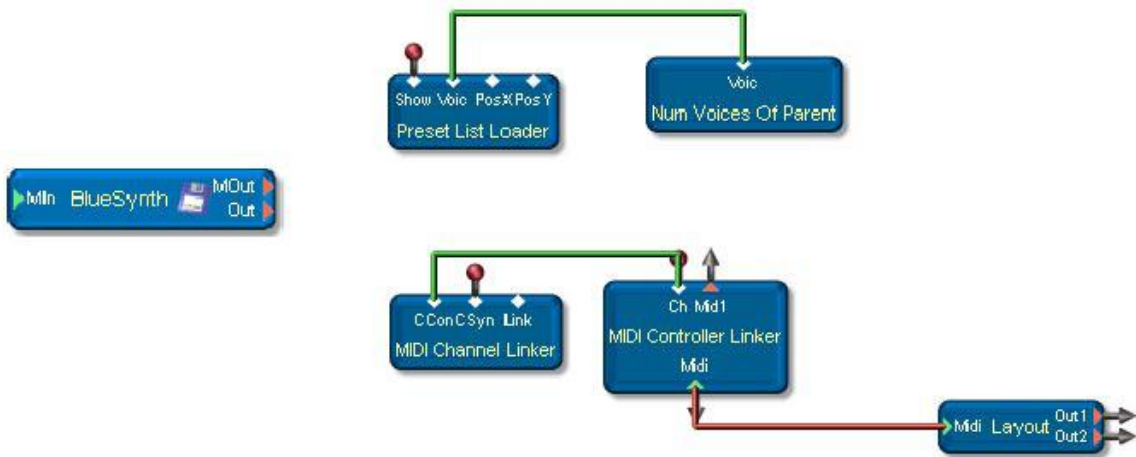 Show Voic PosX PosY
Preset List Loader
Voic
Num Voices Of Parent
MIn BlueSynth MOut
Out
CCon CSyn Link
MIDI Channel Linker
Ch Mid1
MIDI Controller Linker
Midi
Midi Layout Out1
Out2